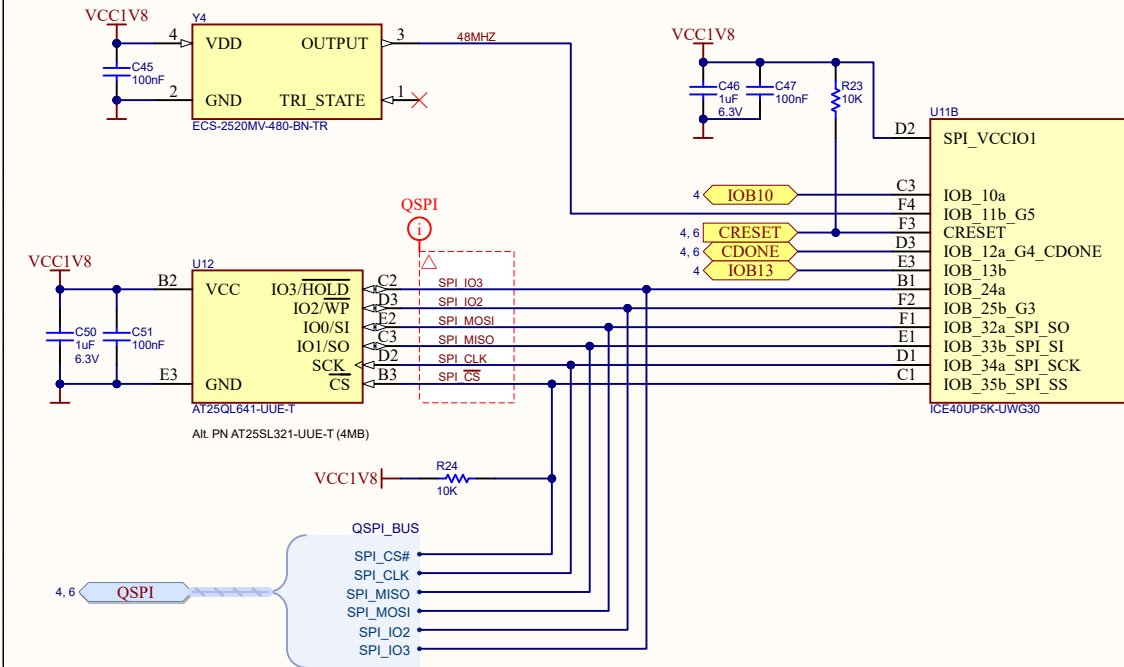 VCC1V8
Y4
4 VDD OUTPUT 3 48MHZ
C45
100nF
2 GND TRI_STATE 1
ECS-2520MV-480-BN-TR
VCC1V8
C46
1uF
6.3V
C47
100nF
R23
10K
U11B
D2 SPI_VCCIO1
4 IOB10 C3 IOB_10a
F4 IOB_11b_G5
4, 6 CRESET F3 CRESET
4, 6 CDONE D3 IOB_12a_G4_CDONE
4 IOB13 E3 IOB_13b
B1 IOB_24a
F2 IOB_25b_G3
F1 IOB_32a_SPI_SO
E1 IOB_33b_SPI_SI
D1 IOB_34a_SPI_SCK
C1 IOB_35b_SPI_SS
ICE40UP5K-UWG30
QSPI
i
VCC1V8
C50
1uF
6.3V
C51
100nF
U12
B2 VCC IO3/HOLD C2 SPI_IO3
IO2/WP D3 SPI_IO2
IO0/SI E2 SPI_MOSI
IO1/SO C3 SPI_MISO
SCK D2 SPI_CLK
E3 GND CS B3 SPI_CS
AT25QL641-UUE-T
Alt. PN AT25SL321-UUE-T (4MB)
VCC1V8
R24
10K
QSPI_BUS
SPI_CS#
SPI_CLK
SPI_MISO
SPI_MOSI
SPI_IO2
SPI_IO3
4, 6 QSPI